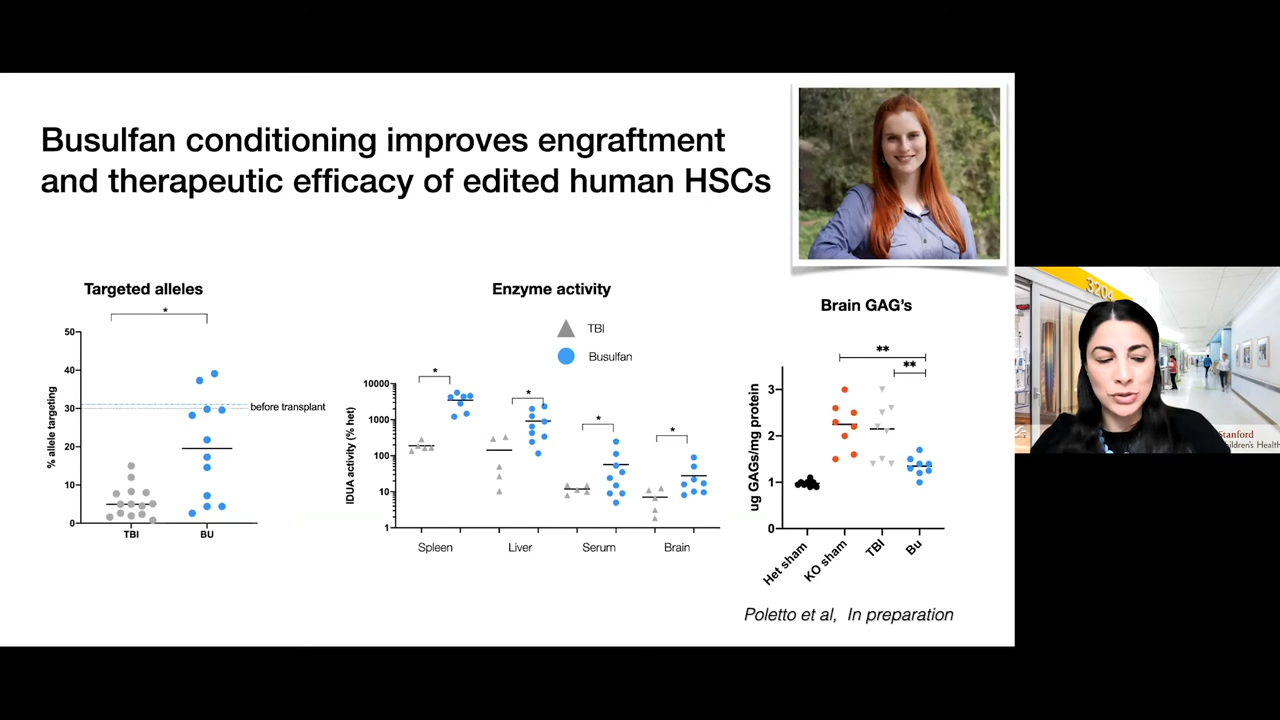 Busulfan conditioning improves engraftment
and therapeutic efficacy of edited human HSCs
Targeted alleles
*
% allele targeting
50
40
30
20
10
0
before transplant
TBI
BU
Enzyme activity
TBI
Busulfan
IDUA activity (% het)
10000
1000
100
10
1
*
*
*
*
Spleen
Liver
Serum
Brain
Brain GAG's
**
**
ug GAGs/mg protein
3
2
1
0
Het sham
KO sham
TBI
Bu
Poletto et al, In preparation
3204
Stanford
Children's Health